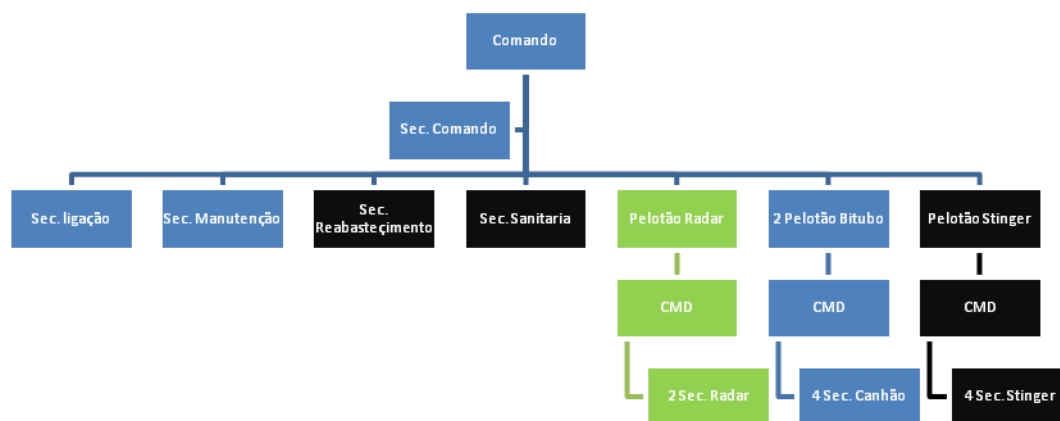 Comando
Sec. Comando
Sec. ligação
Sec. Manutenção
Sec.
Reabasteçimento
Sec. Sanitaria
Pelotão Radar
2 Pelotão Bitubo
Pelotão Stinger
CMD
CMD
CMD
2 Sec. Radar
4 Sec. Canhão
4 Sec. Stinger